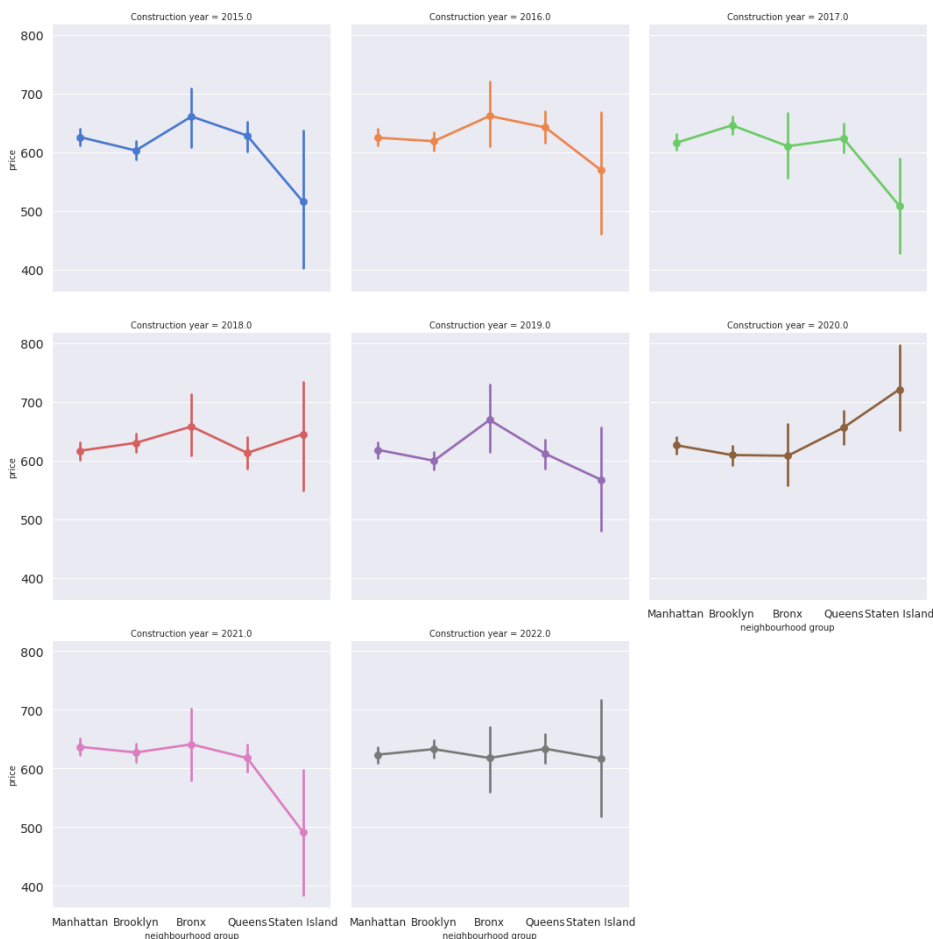 Construction year = 2015.0
Construction year = 2016.0
Construction year = 2017.0
800
700
600
500
400
price
Construction year = 2018.0
Construction year = 2019.0
Construction year = 2020.0
800
700
600
500
400
price
Manhattan Brooklyn Bronx Queens Staten Island
neighbourhood group
Construction year = 2021.0
Construction year = 2022.0
800
700
600
500
400
price
Manhattan Brooklyn Bronx Queens Staten Island
neighbourhood group
Manhattan Brooklyn Bronx Queens Staten Island
neighbourhood group